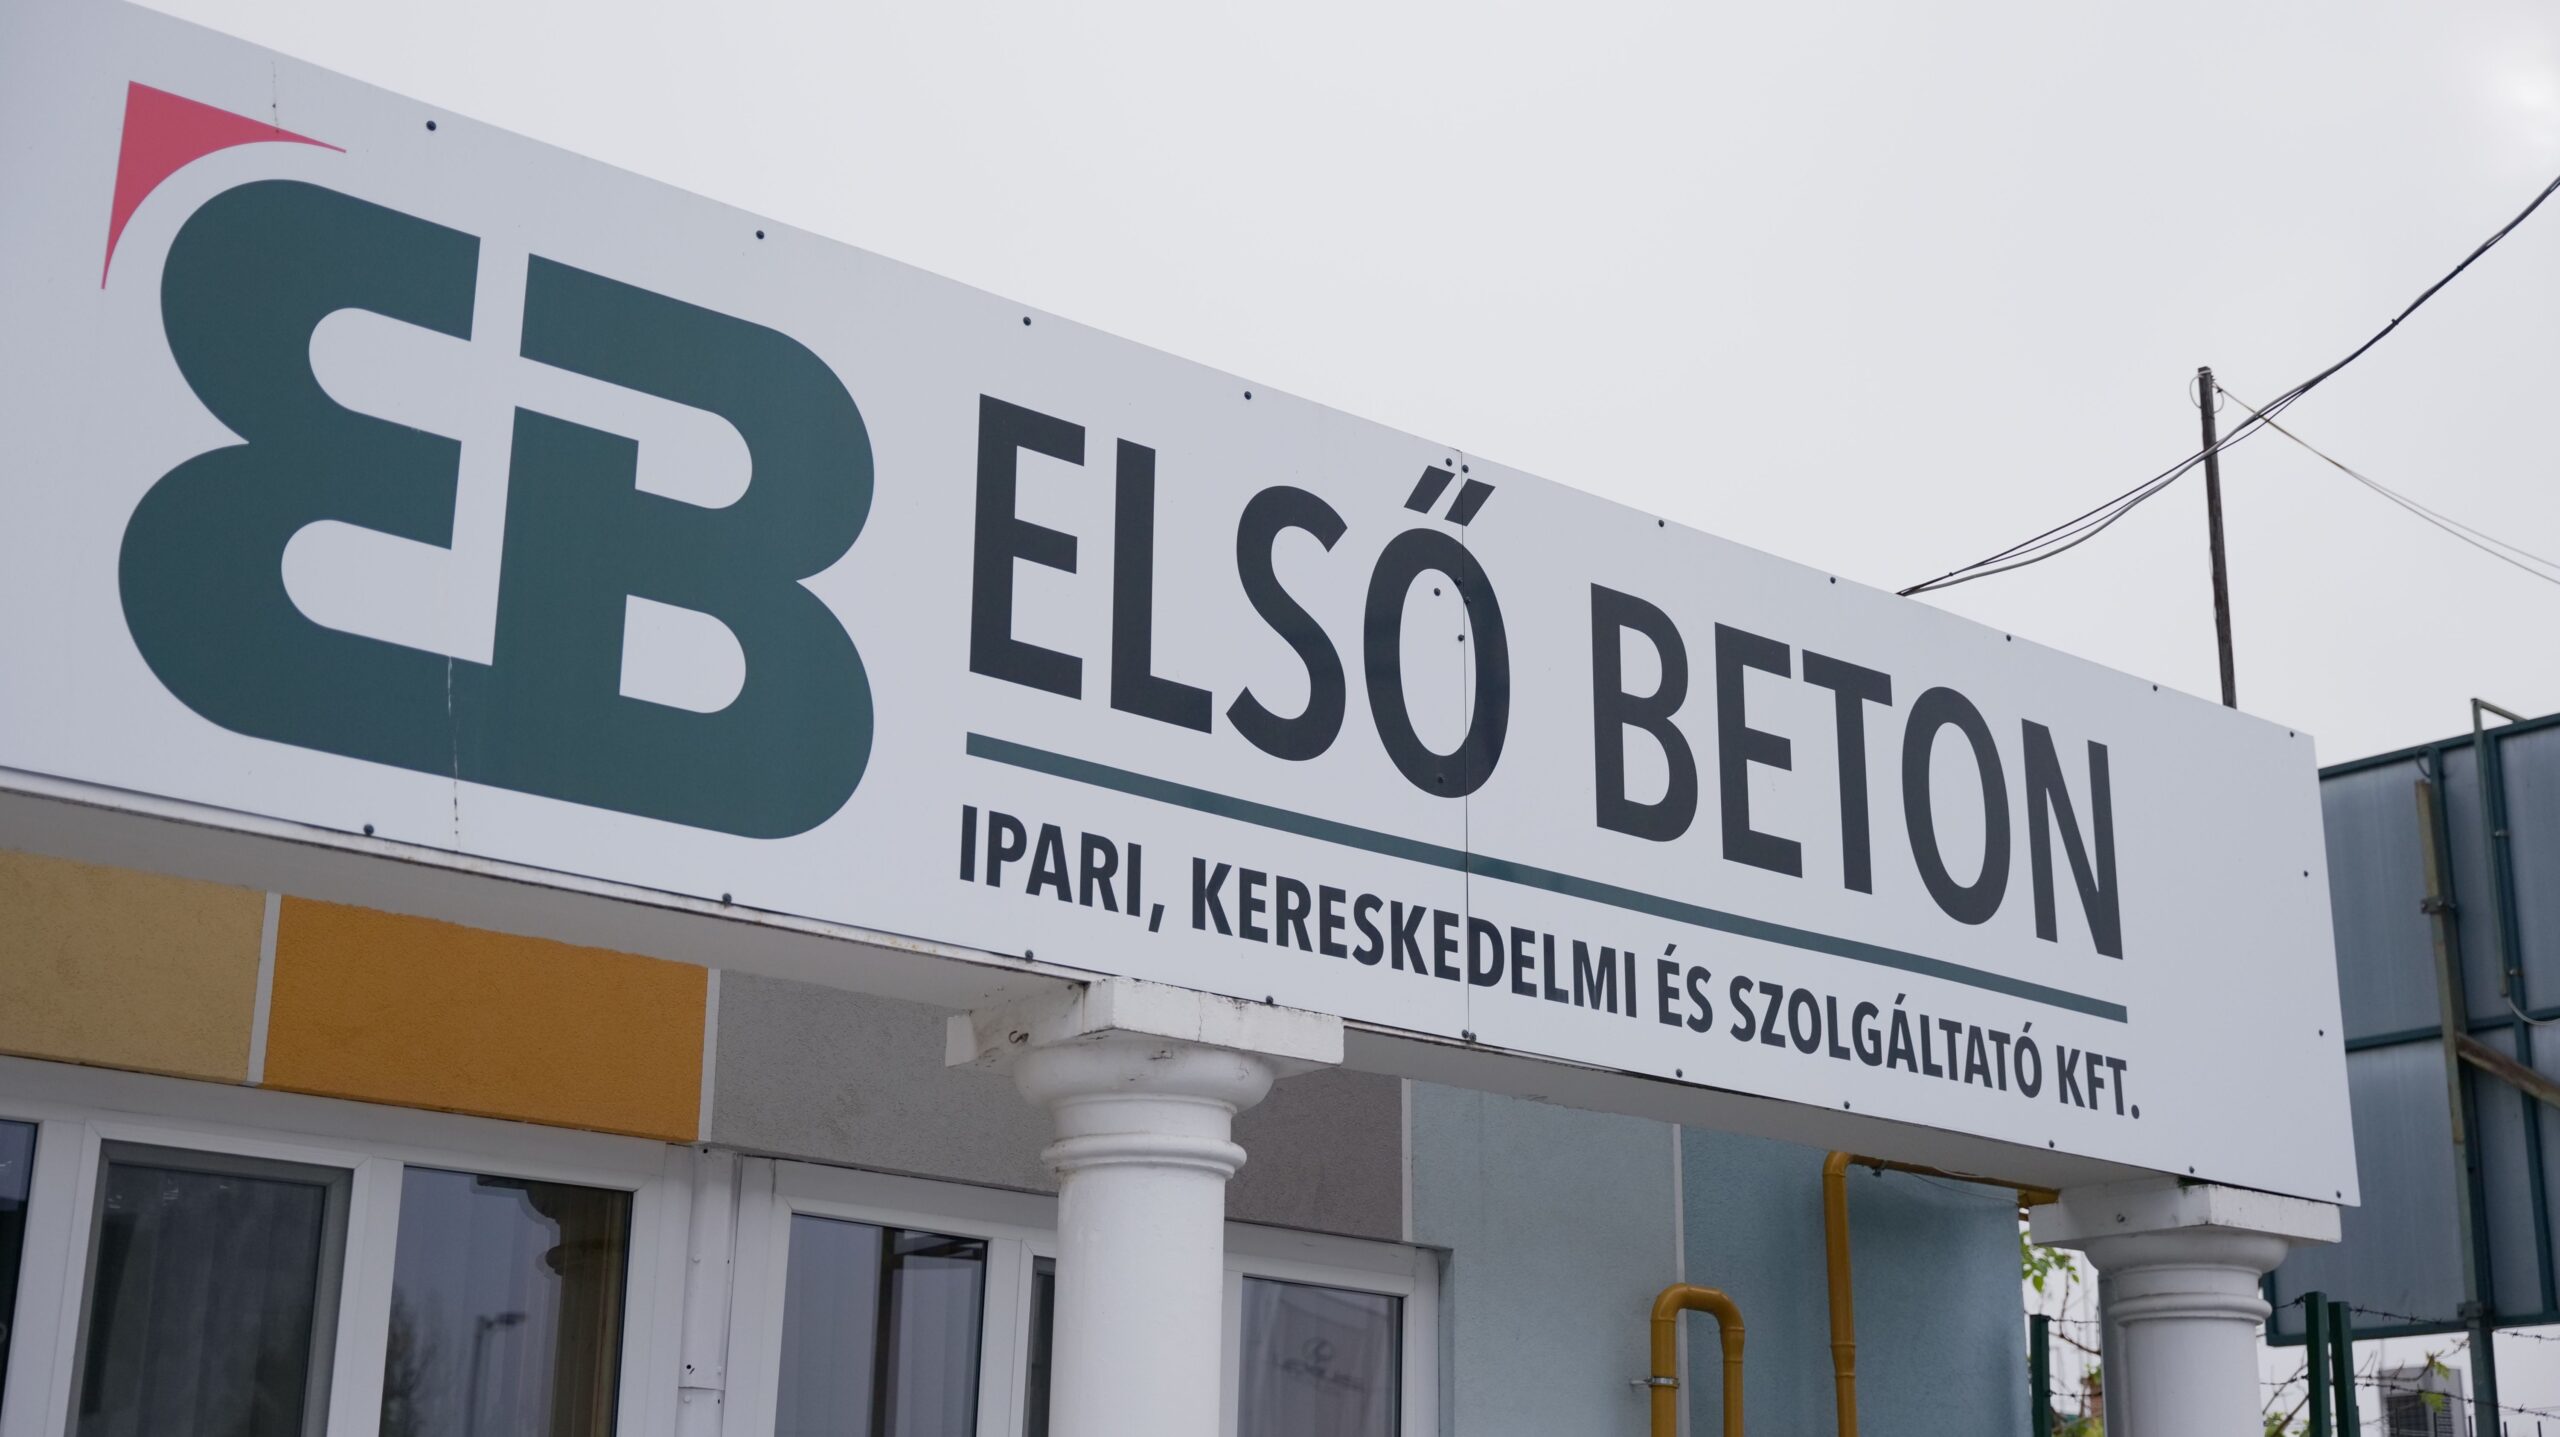 EB
ELSŐ BETON
IPARI, KERESKEDELMI ÉS SZOLGÁLTATÓ KFT.